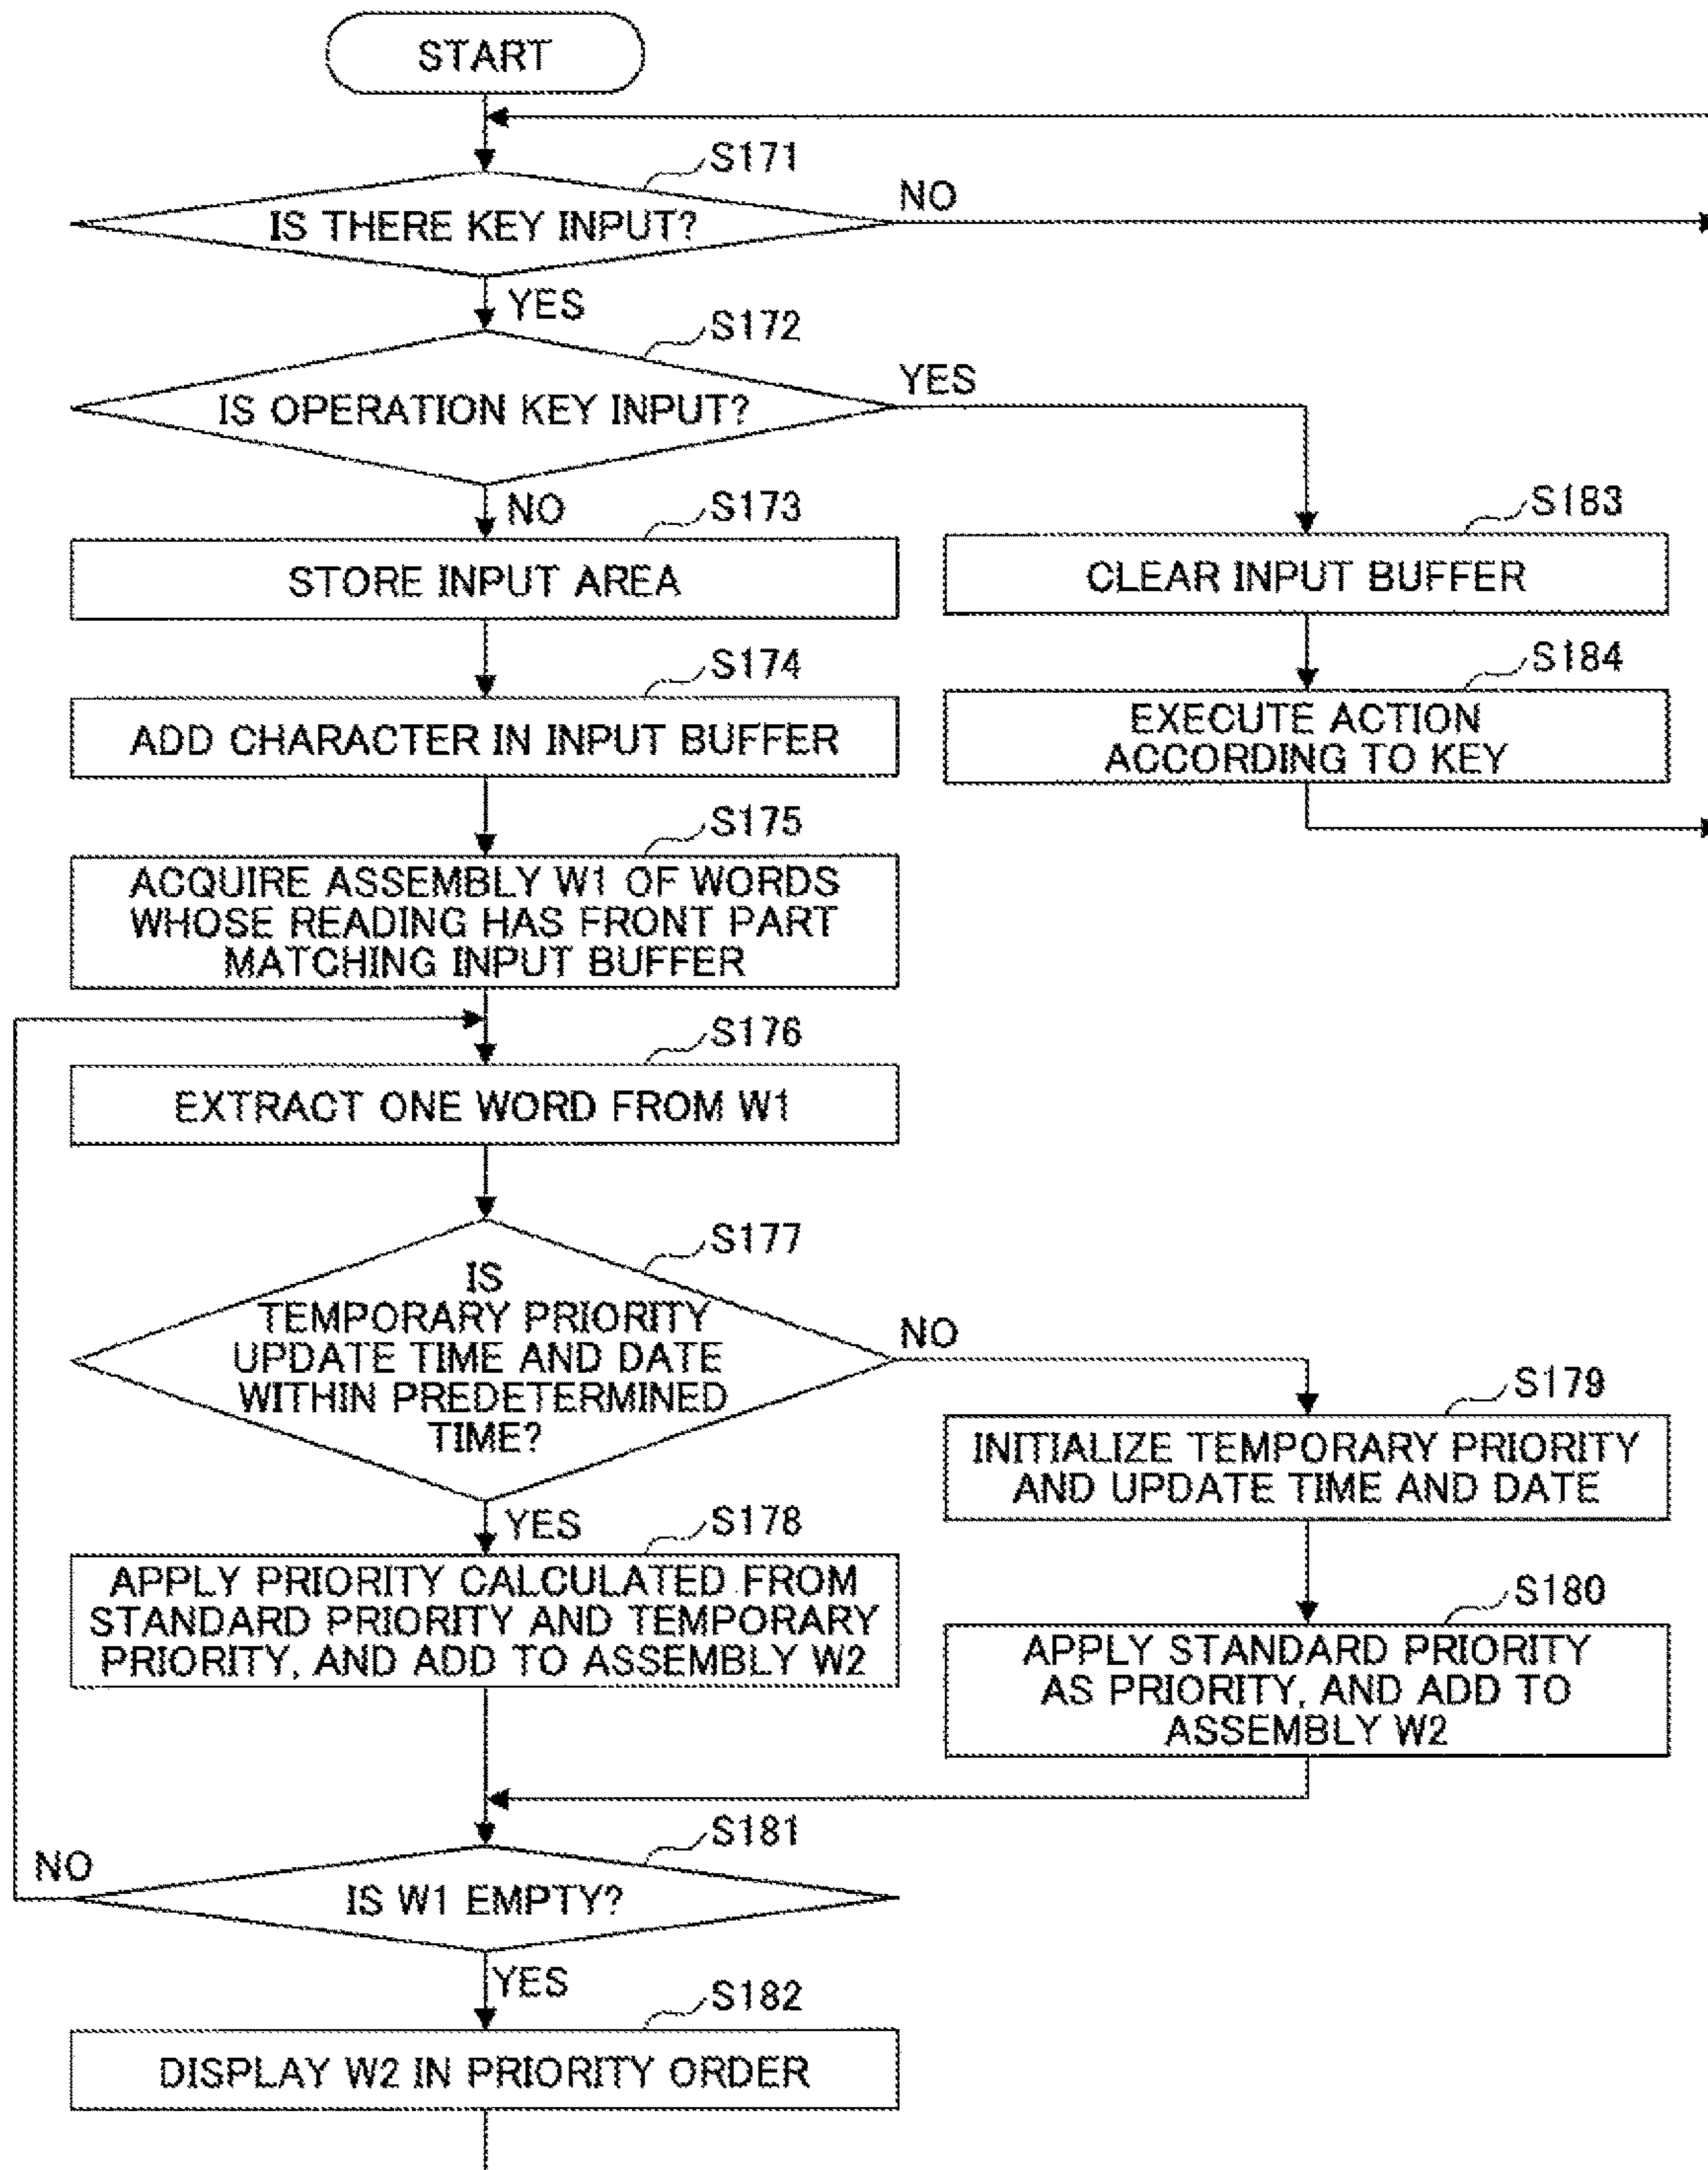 START
S171
IS THERE KEY INPUT?
NO
YES
S172
IS OPERATION KEY INPUT?
YES
NO
S173
STORE INPUT AREA
S183
CLEAR INPUT BUFFER
S174
ADD CHARACTER IN INPUT BUFFER
S184
EXECUTE ACTION
ACCORDING TO KEY
S175
ACQUIRE ASSEMBLY W1 OF WORDS
WHOSE READING HAS FRONT PART
MATCHING INPUT BUFFER
S176
EXTRACT ONE WORD FROM W1
S177
IS
TEMPORARY PRIORITY
UPDATE TIME AND DATE
WITHIN PREDETERMINED
TIME?
NO
YES
S179
INITIALIZE TEMPORARY PRIORITY
AND UPDATE TIME AND DATE
S178
APPLY PRIORITY CALCULATED FROM
STANDARD PRIORITY AND TEMPORARY
PRIORITY, AND ADD TO ASSEMBLY W2
S180
APPLY STANDARD PRIORITY
AS PRIORITY, AND ADD TO
ASSEMBLY W2
S181
NO
IS W1 EMPTY?
YES
S182
DISPLAY W2 IN PRIORITY ORDER